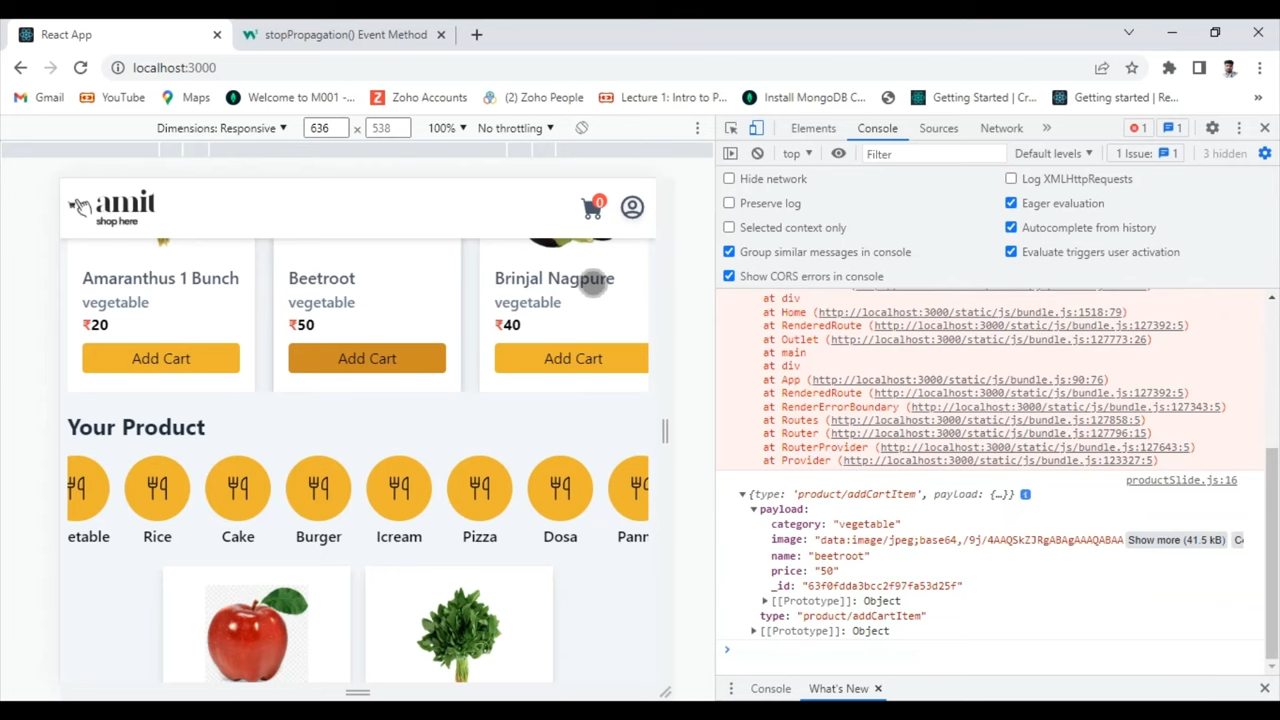 React App
stopPropagation() Event Method
localhost:3000
Gmail
YouTube
Maps
Welcome to M001 -...
Zoho Accounts
(2) Zoho People
Lecture 1: Intro to P...
Install MongoDB C...
Getting Started | Cr...
Getting started | Re...
»
Dimensions: Responsive
636 x 538
100%
No throttling
Elements
Console
Sources
Network
»
1
1
top
Filter
Default levels
1 Issue: 1
3 hidden
Hide network
Log XMLHttpRequests
Preserve log
Eager evaluation
Selected context only
Autocomplete from history
Group similar messages in console
Evaluate triggers user activation
Show CORS errors in console
amit
shop here
0
Amaranthus 1 Bunch
vegetable
₹20
Add Cart
Beetroot
vegetable
₹50
Add Cart
Brinjal Nagpure
vegetable
₹40
Add Cart
Your Product
etable
Rice
Cake
Burger
Icream
Pizza
Dosa
Pann
at div
at Home (http://localhost:3000/static/js/bundle.js:1518:79)
at RenderedRoute (http://localhost:3000/static/js/bundle.js:127392:5)
at Outlet (http://localhost:3000/static/js/bundle.js:127773:26)
at main
at div
at App (http://localhost:3000/static/js/bundle.js:90:76)
at RenderedRoute (http://localhost:3000/static/js/bundle.js:127392:5)
at RenderErrorBoundary (http://localhost:3000/static/js/bundle.js:127343:5)
at Routes (http://localhost:3000/static/js/bundle.js:127858:5)
at Router (http://localhost:3000/static/js/bundle.js:127796:15)
at RouterProvider (http://localhost:3000/static/js/bundle.js:127643:5)
at Provider (http://localhost:3000/static/js/bundle.js:123327:5)
productSlide.js:16
{type: 'product/addCartItem', payload: {…}}
payload:
category: "vegetable"
image: "data:image/jpeg;base64,/9j/4AAQSkZJRgABAgAAAQABAA Show more (41.5 kB) C
name: "beetroot"
price: "50"
_id: "63f0fdda3bcc2f97fa53d25f"
[[Prototype]]: Object
type: "product/addCartItem"
[[Prototype]]: Object
Console
What's New